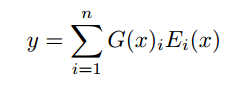 $$y = \sum_{i=1}^{n} G(x)_i E_i(x)$$